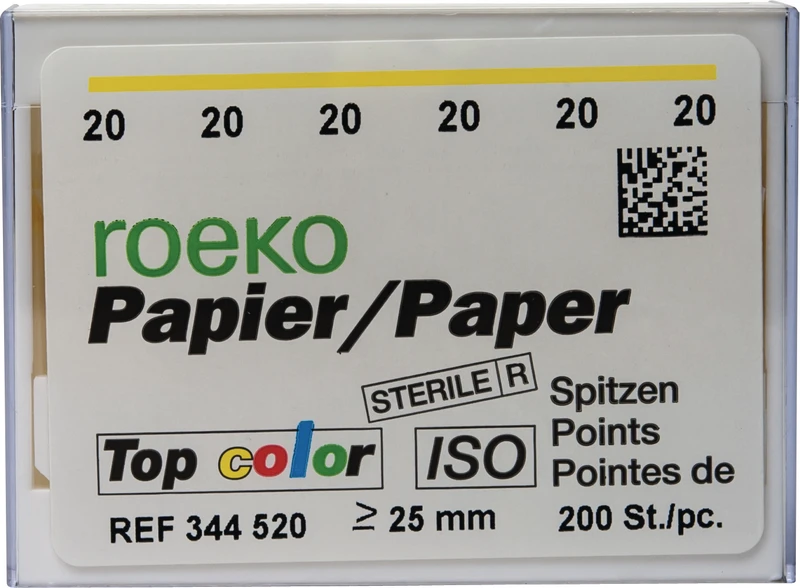 20 20 20 20 20 20
roeko
Papier/Paper
STERILE R
Spitzen
Top color ISO Points
Pointes de
REF 344 520 ≥ 25 mm 200 St./pc.